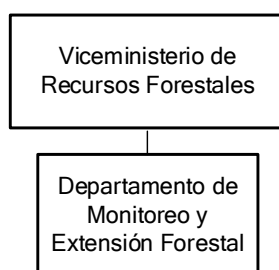 Viceministerio de
Recursos Forestales
Departamento de
Monitoreo y
Extensión Forestal